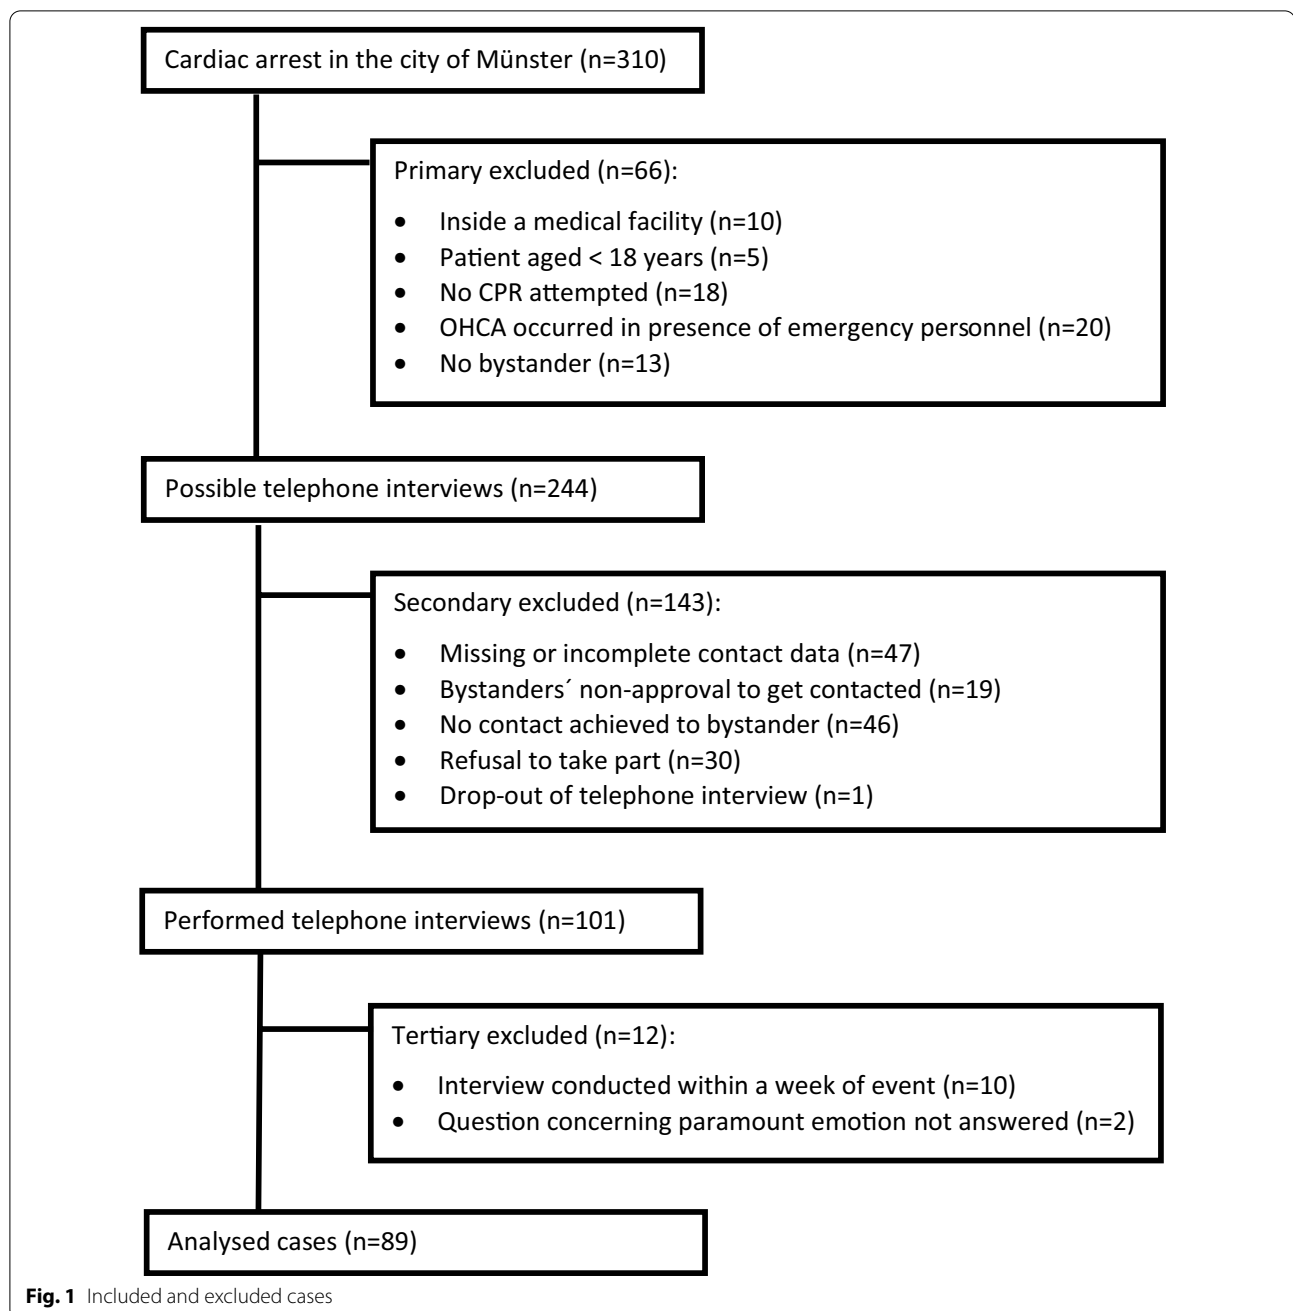 Cardiac arrest in the city of Münster (n=310)
Primary excluded (n=66):
• Inside a medical facility (n=10)
• Patient aged < 18 years (n=5)
• No CPR attempted (n=18)
• OHCA occurred in presence of emergency personnel (n=20)
• No bystander (n=13)
Possible telephone interviews (n=244)
Secondary excluded (n=143):
• Missing or incomplete contact data (n=47)
• Bystanders´ non-approval to get contacted (n=19)
• No contact achieved to bystander (n=46)
• Refusal to take part (n=30)
• Drop-out of telephone interview (n=1)
Performed telephone interviews (n=101)
Tertiary excluded (n=12):
• Interview conducted within a week of event (n=10)
• Question concerning paramount emotion not answered (n=2)
Analysed cases (n=89)
Fig. 1 Included and excluded cases